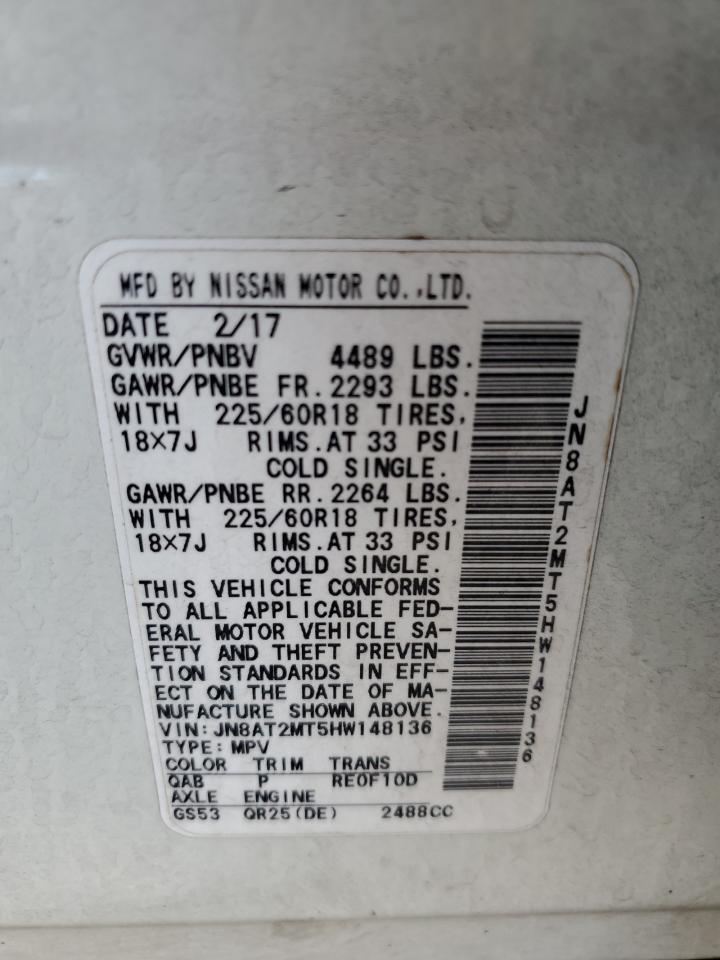 MFD BY NISSAN MOTOR CO.,LTD.
DATE 2/17
GVWR/PNBV 4489 LBS.
GAWR/PNBE FR.2293 LBS.
WITH 225/60R18 TIRES,
18×7J RIMS.AT 33 PSI
COLD SINGLE.
GAWR/PNBE RR.2264 LBS.
WITH 225/60R18 TIRES,
18×7J RIMS.AT 33 PSI
COLD SINGLE.
THIS VEHICLE CONFORMS
TO ALL APPLICABLE FED-
ERAL MOTOR VEHICLE SA-
FETY AND THEFT PREVEN-
TION STANDARDS IN EFF-
ECT ON THE DATE OF MA-
NUFACTURE SHOWN ABOVE.
VIN:JN8AT2MT5HW148136
TYPE:MPV
COLOR TRIM TRANS
QAB P RE0F10D
AXLE ENGINE
GS53 QR25(DE) 2488CC
JN8AT2MT5HW148136